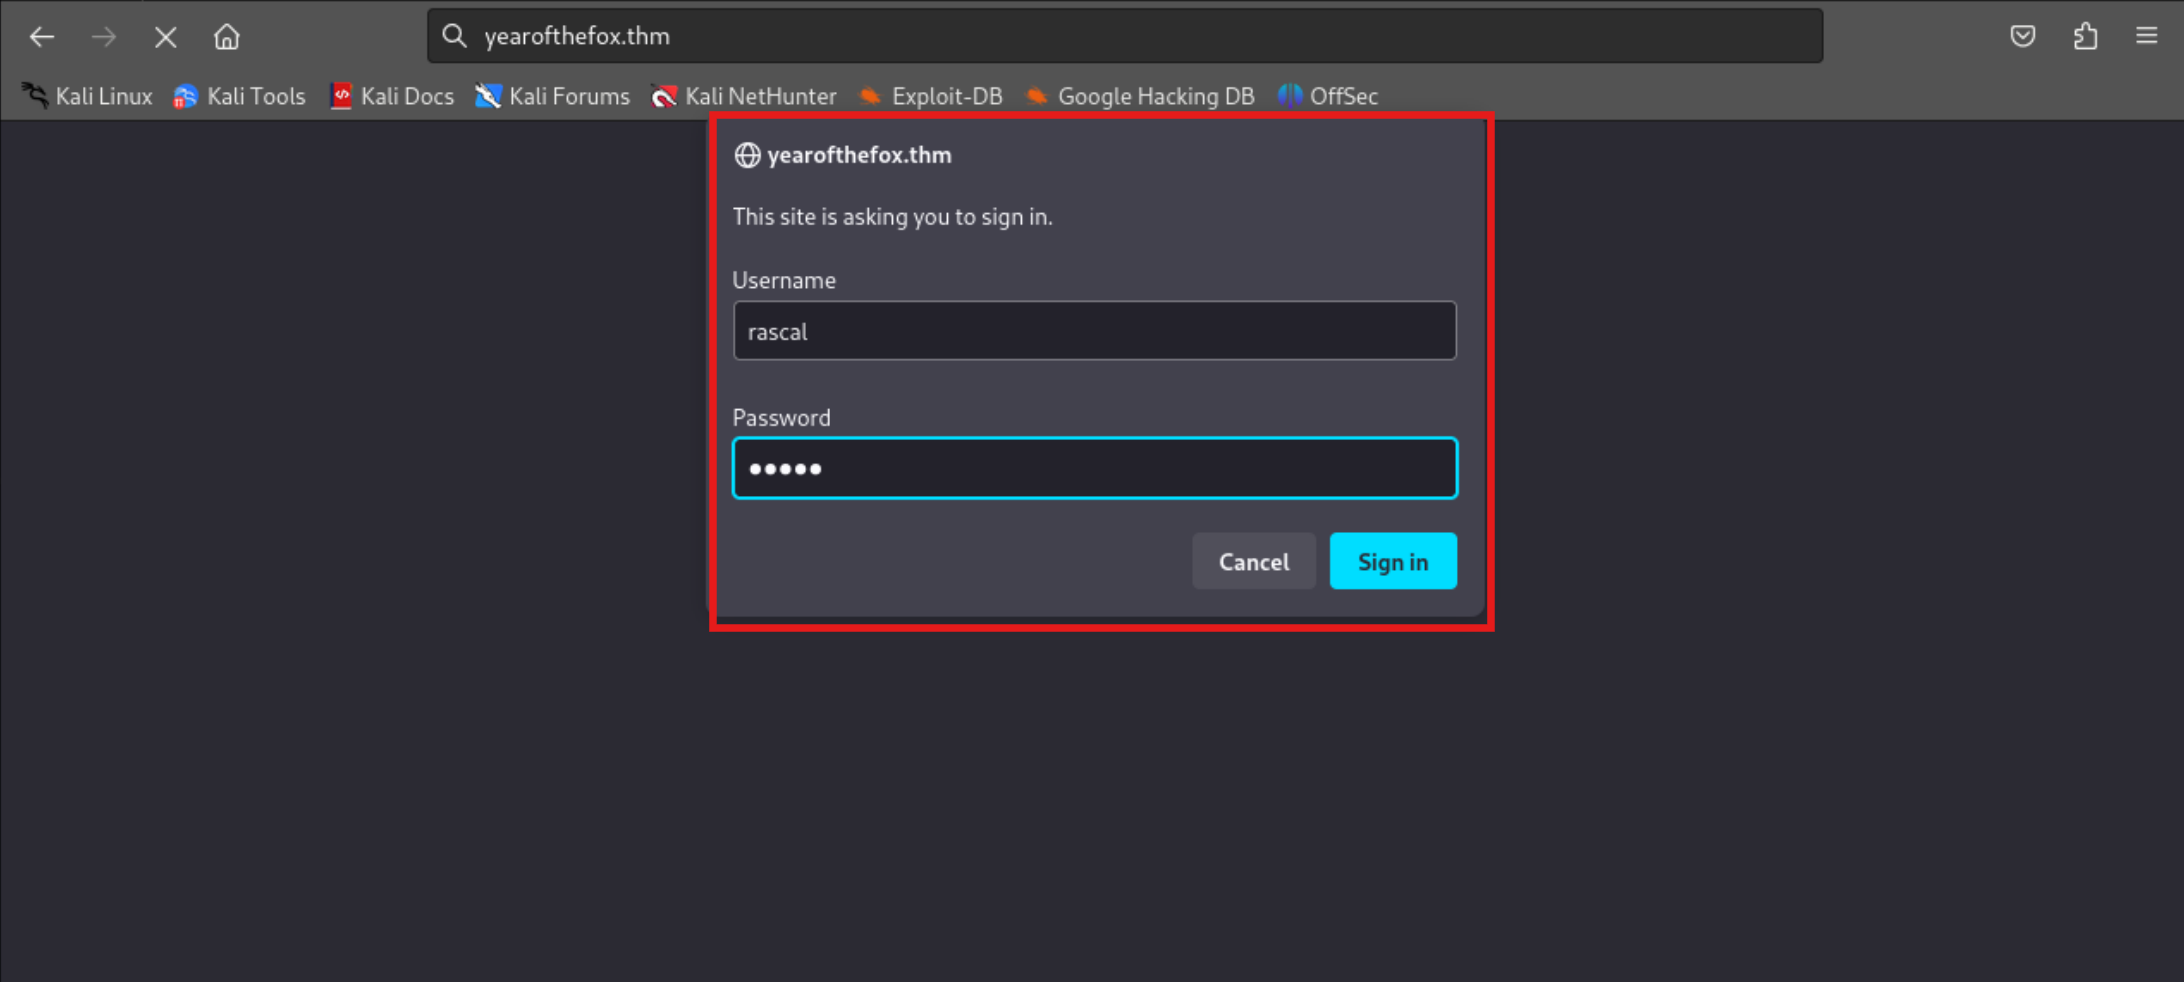 yearofthefox.thm
Kali Linux Kali Tools Kali Docs Kali Forums Kali NetHunter Exploit-DB Google Hacking DB OffSec
yearofthefox.thm
This site is asking you to sign in.
Username
rascal
Password
•••••
Cancel Sign in